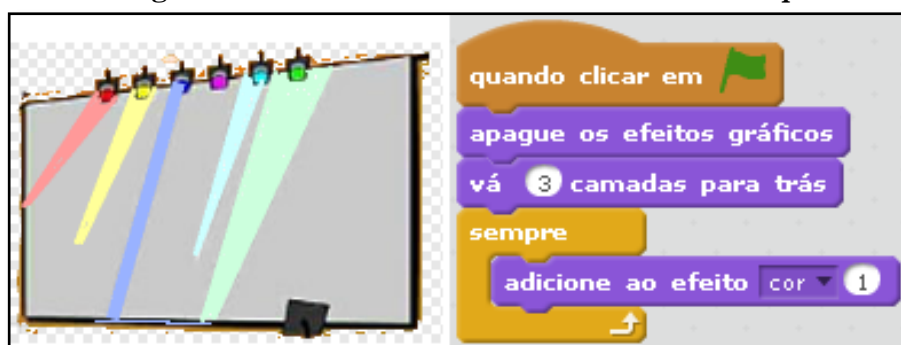 quando clicar em
apague os efeitos gráficos
vá 3 camadas para trás
sempre
adicione ao efeito cor 1